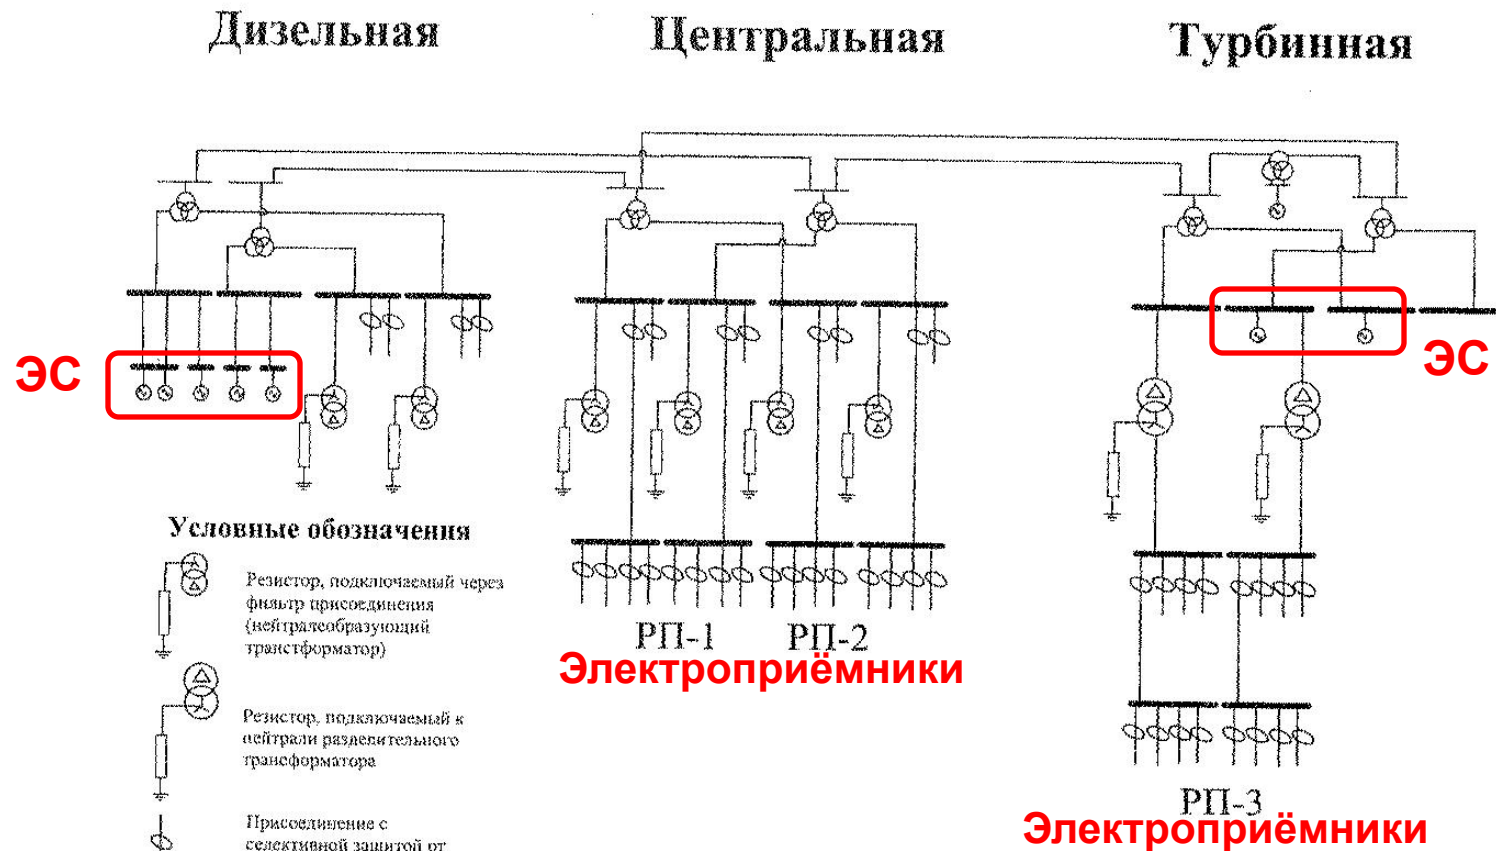 Дизельная
Центральная
Турбинная
ЭС
ЭС
Условные обозначения
Резистор, подключаемый через
фильтр присоединения
(нейтралеобразующий
транстформатор)
Резистор, подключаемый к
нейтрали разделительного
трансформатора
Присоединение с
селективной защитой от
РП-1
РП-2
Электроприёмники
РП-3
Электроприёмники